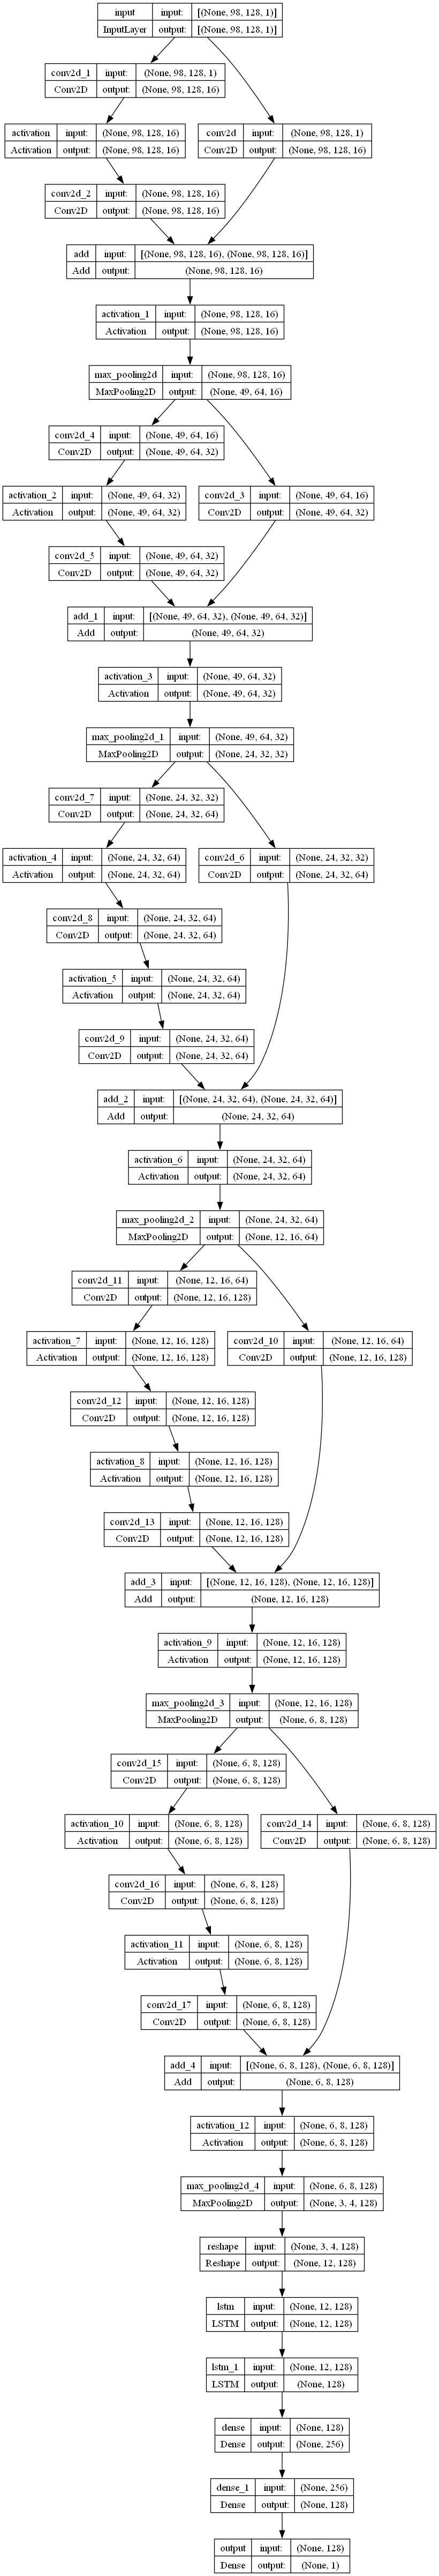 input input: [(None, 98, 128, 1)]
InputLayer output: [(None, 98, 128, 1)]
conv2d_1 input: (None, 98, 128, 1)
Conv2D output: (None, 98, 128, 16)
activation input: (None, 98, 128, 16)
Activation output: (None, 98, 128, 16)
conv2d input: (None, 98, 128, 1)
Conv2D output: (None, 98, 128, 16)
conv2d_2 input: (None, 98, 128, 16)
Conv2D output: (None, 98, 128, 16)
add input: [(None, 98, 128, 16), (None, 98, 128, 16)]
Add output: (None, 98, 128, 16)
activation_1 input: (None, 98, 128, 16)
Activation output: (None, 98, 128, 16)
max_pooling2d input: (None, 98, 128, 16)
MaxPooling2D output: (None, 49, 64, 16)
conv2d_4 input: (None, 49, 64, 16)
Conv2D output: (None, 49, 64, 32)
activation_2 input: (None, 49, 64, 32)
Activation output: (None, 49, 64, 32)
conv2d_3 input: (None, 49, 64, 16)
Conv2D output: (None, 49, 64, 32)
conv2d_5 input: (None, 49, 64, 32)
Conv2D output: (None, 49, 64, 32)
add_1 input: [(None, 49, 64, 32), (None, 49, 64, 32)]
Add output: (None, 49, 64, 32)
activation_3 input: (None, 49, 64, 32)
Activation output: (None, 49, 64, 32)
max_pooling2d_1 input: (None, 49, 64, 32)
MaxPooling2D output: (None, 24, 32, 32)
conv2d_7 input: (None, 24, 32, 32)
Conv2D output: (None, 24, 32, 64)
activation_4 input: (None, 24, 32, 64)
Activation output: (None, 24, 32, 64)
conv2d_6 input: (None, 24, 32, 32)
Conv2D output: (None, 24, 32, 64)
conv2d_8 input: (None, 24, 32, 64)
Conv2D output: (None, 24, 32, 64)
activation_5 input: (None, 24, 32, 64)
Activation output: (None, 24, 32, 64)
conv2d_9 input: (None, 24, 32, 64)
Conv2D output: (None, 24, 32, 64)
add_2 input: [(None, 24, 32, 64), (None, 24, 32, 64)]
Add output: (None, 24, 32, 64)
activation_6 input: (None, 24, 32, 64)
Activation output: (None, 24, 32, 64)
max_pooling2d_2 input: (None, 24, 32, 64)
MaxPooling2D output: (None, 12, 16, 64)
conv2d_11 input: (None, 12, 16, 64)
Conv2D output: (None, 12, 16, 128)
activation_7 input: (None, 12, 16, 128)
Activation output: (None, 12, 16, 128)
conv2d_10 input: (None, 12, 16, 64)
Conv2D output: (None, 12, 16, 128)
conv2d_12 input: (None, 12, 16, 128)
Conv2D output: (None, 12, 16, 128)
activation_8 input: (None, 12, 16, 128)
Activation output: (None, 12, 16, 128)
conv2d_13 input: (None, 12, 16, 128)
Conv2D output: (None, 12, 16, 128)
add_3 input: [(None, 12, 16, 128), (None, 12, 16, 128)]
Add output: (None, 12, 16, 128)
activation_9 input: (None, 12, 16, 128)
Activation output: (None, 12, 16, 128)
max_pooling2d_3 input: (None, 12, 16, 128)
MaxPooling2D output: (None, 6, 8, 128)
conv2d_15 input: (None, 6, 8, 128)
Conv2D output: (None, 6, 8, 128)
activation_10 input: (None, 6, 8, 128)
Activation output: (None, 6, 8, 128)
conv2d_14 input: (None, 6, 8, 128)
Conv2D output: (None, 6, 8, 128)
conv2d_16 input: (None, 6, 8, 128)
Conv2D output: (None, 6, 8, 128)
activation_11 input: (None, 6, 8, 128)
Activation output: (None, 6, 8, 128)
conv2d_17 input: (None, 6, 8, 128)
Conv2D output: (None, 6, 8, 128)
add_4 input: [(None, 6, 8, 128), (None, 6, 8, 128)]
Add output: (None, 6, 8, 128)
activation_12 input: (None, 6, 8, 128)
Activation output: (None, 6, 8, 128)
max_pooling2d_4 input: (None, 6, 8, 128)
MaxPooling2D output: (None, 3, 4, 128)
reshape input: (None, 3, 4, 128)
Reshape output: (None, 12, 128)
lstm input: (None, 12, 128)
LSTM output: (None, 12, 128)
lstm_1 input: (None, 12, 128)
LSTM output: (None, 128)
dense input: (None, 128)
Dense output: (None, 256)
dense_1 input: (None, 256)
Dense output: (None, 128)
output input: (None, 128)
Dense output: (None, 1)